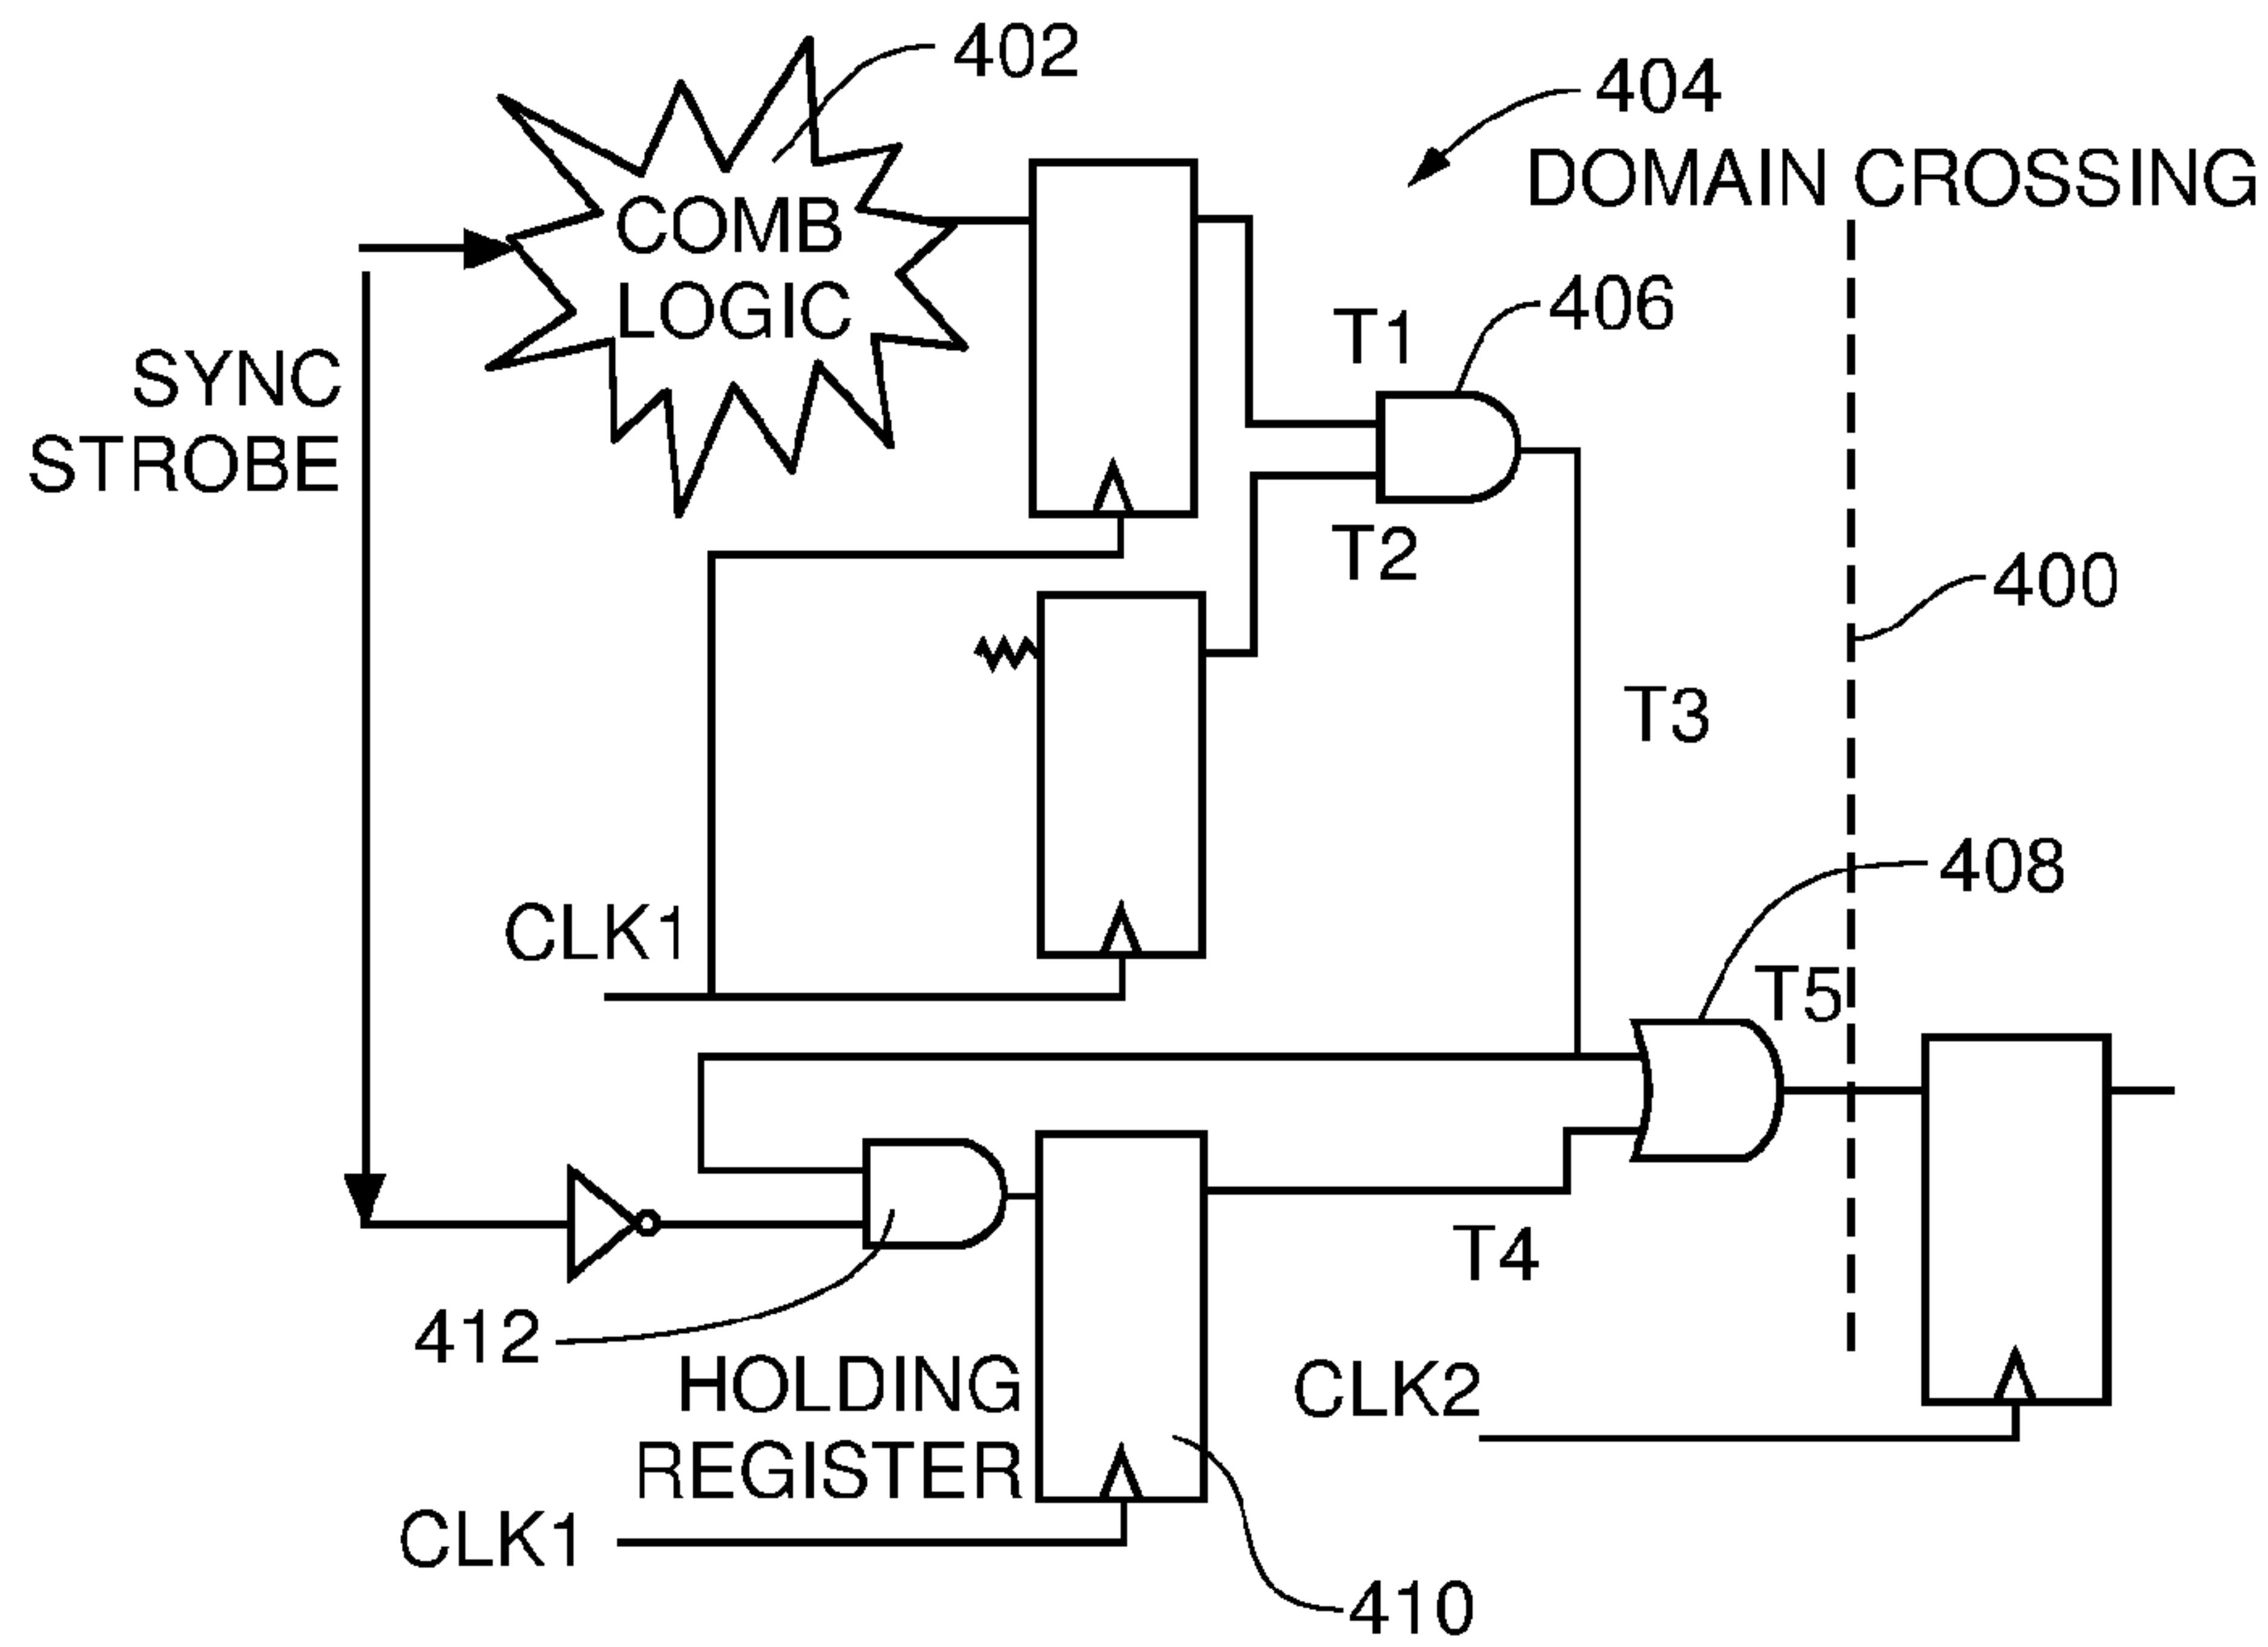 402
404
DOMAIN CROSSING
COMB
LOGIC
406
T1
SYNC
STROBE
T2
400
T3
408
CLK1
T5
T4
412
HOLDING
REGISTER
CLK2
CLK1
410